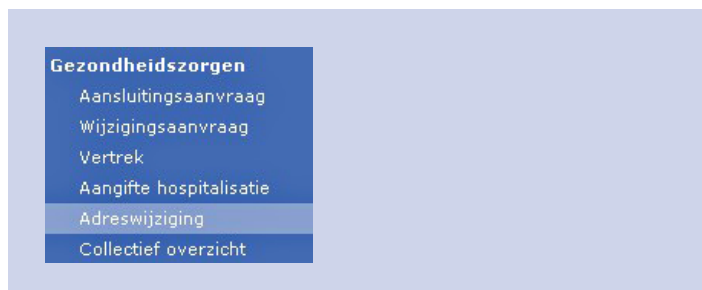 Gezondheidszorgen
Aansluitingsaanvraag
Wijzigingsaanvraag
Vertrek
Aangifte hospitalisatie
Adreswijziging
Collectief overzicht